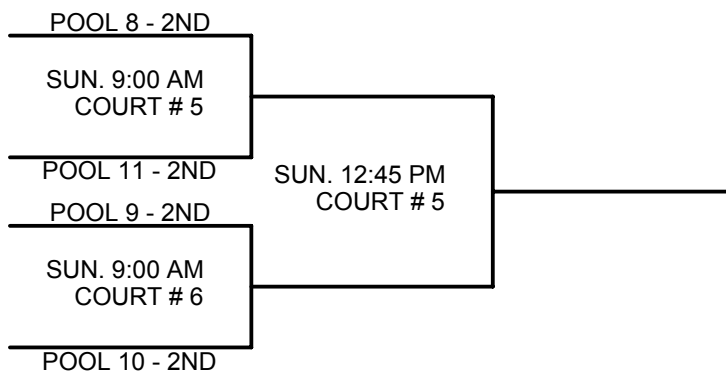 POOL 8 - 2ND
SUN. 9:00 AM
COURT # 5
POOL 11 - 2ND
SUN. 12:45 PM
COURT # 5
POOL 9 - 2ND
SUN. 9:00 AM
COURT # 6
POOL 10 - 2ND